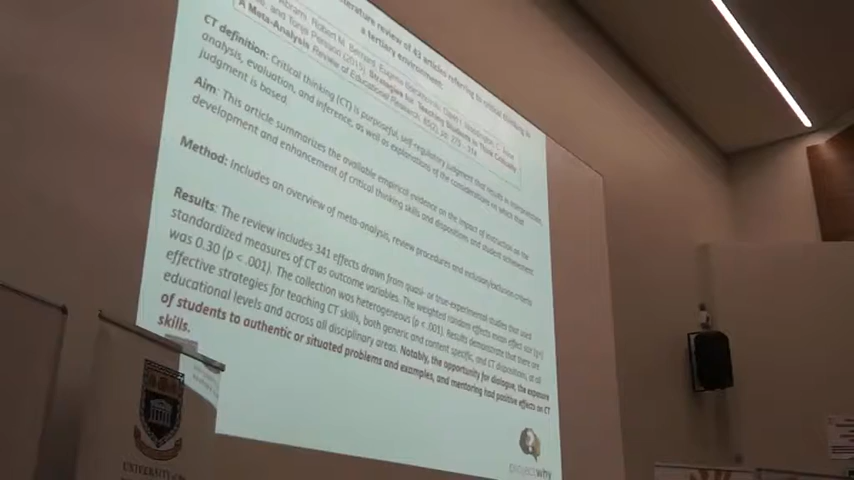 literature review of 43 articles referring to critical thinking in
a tertiary environment.
Abrami, Robert M. Bernard, Eugene Borokhovski, David I. Waddington, C. Anne
and Tonje Persson (2015). Strategies for Teaching Students to Think Critically:
A Meta-Analysis Review of Educational Research, 85(2), 275 – 314
CT definition: Critical thinking (CT) is purposeful, self-regulatory judgment that results in interpretation,
analysis, evaluation, and inference, as well as explanations of the considerations on which that
judgment is based.
Aim: This article summarizes the available empirical evidence on the impact of instruction on the
development and enhancement of critical thinking skills and dispositions and student achievement
Method: Includes an overview of meta-analysis, review procedures and inclusion/exclusion criteria
Results: The review includes 341 effects drawn from quasi- or true-experimental studies that used
standardized measures of CT as outcome variables. The weighted random effects mean effect size (g+)
was 0.30 (p < .001). The collection was heterogeneous (p < .001). Results demonstrate that there are
effective strategies for teaching CT skills, both generic and content specific, and CT dispositions, at all
educational levels and across all disciplinary areas. Notably, the opportunity for dialogue, the exposure
of students to authentic or situated problems and examples, and mentoring had positive effects on CT
skills.
project why
UNIVERSITY